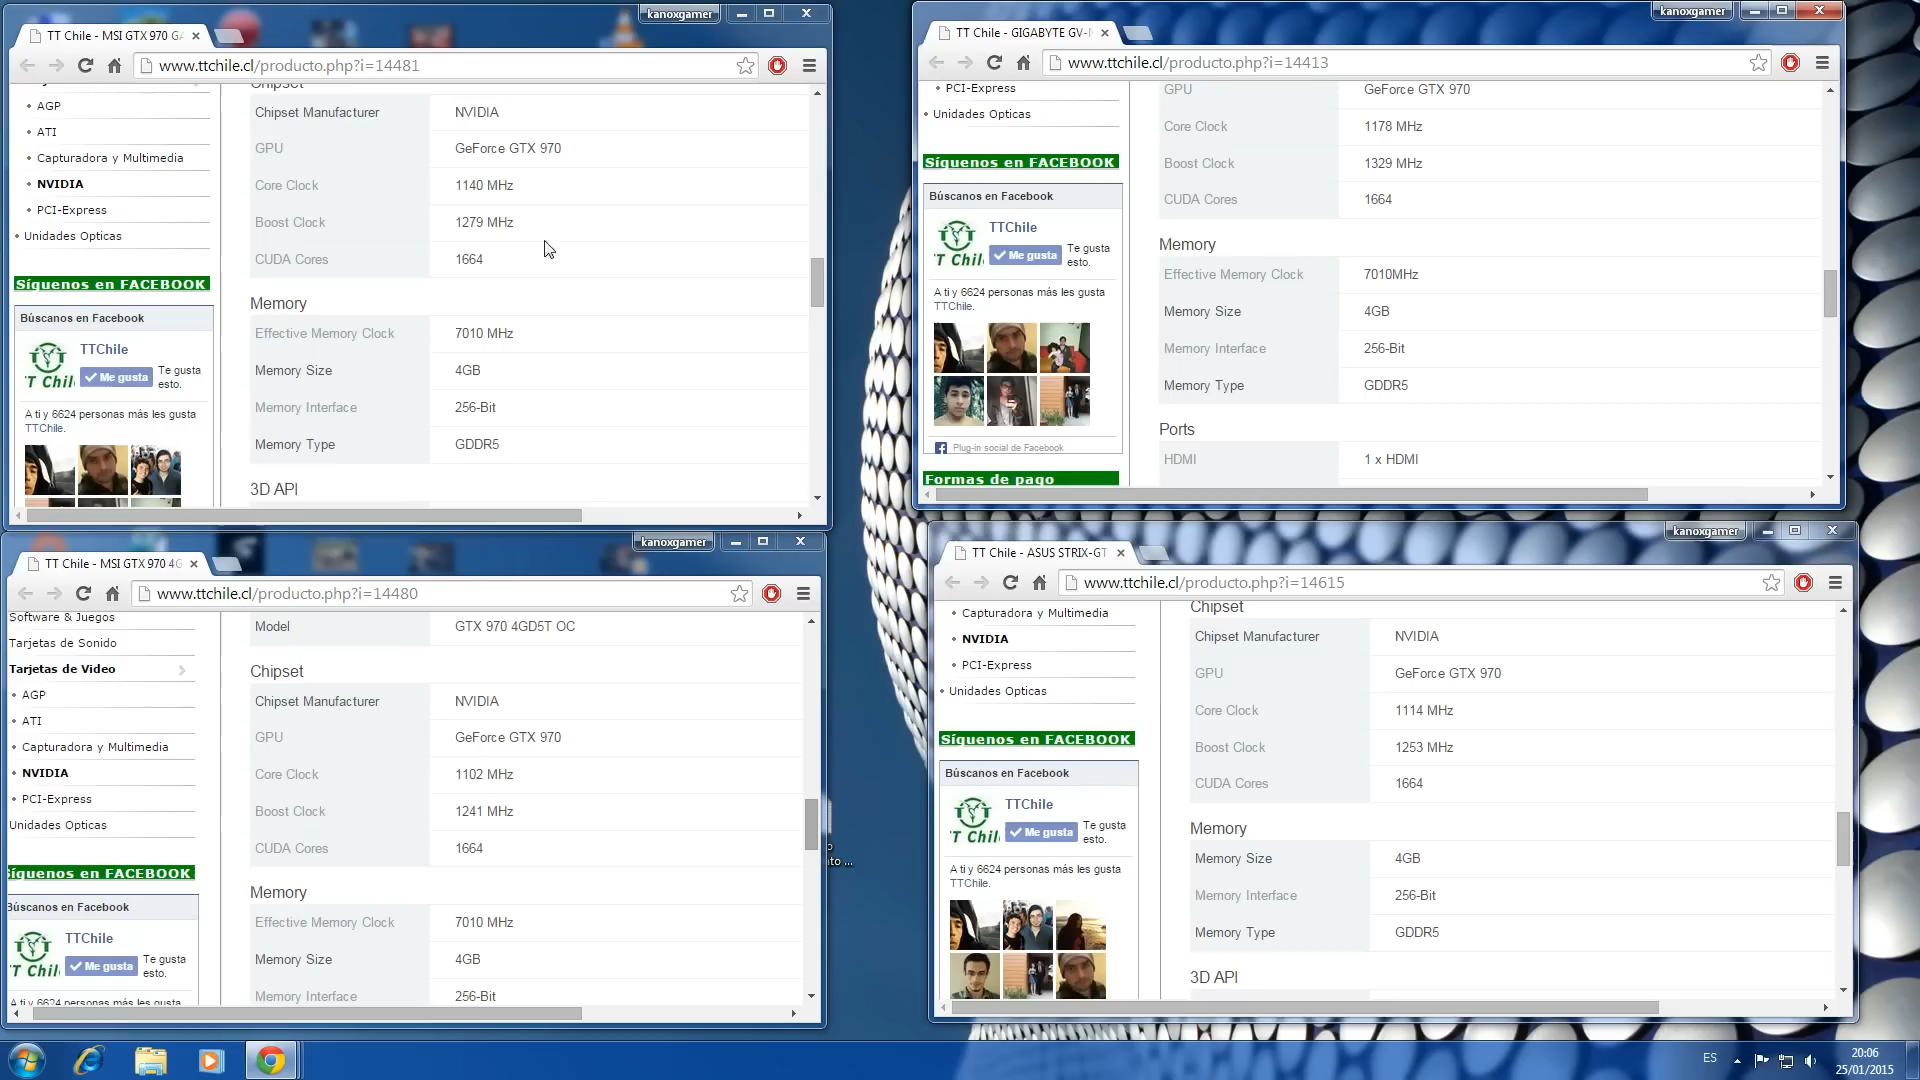 kanoxgamer
TT Chile - MSI GTX 970 GA
www.ttchile.cl/producto.php?i=14481
AGP
ATI
Capturadora y Multimedia
NVIDIA
PCI-Express
Unidades Opticas
Síguenos en FACEBOOK
Búscanos en Facebook
TTChile
T Chil
Me gusta
Te gusta
esto.
A ti y 6624 personas más les gusta
TTChile.
Chipset
Chipset Manufacturer NVIDIA
GPU GeForce GTX 970
Core Clock 1140 MHz
Boost Clock 1279 MHz
CUDA Cores 1664
Memory
Effective Memory Clock 7010 MHz
Memory Size 4GB
Memory Interface 256-Bit
Memory Type GDDR5
3D API
kanoxgamer
TT Chile - GIGABYTE GV-N
www.ttchile.cl/producto.php?i=14413
PCI-Express
Unidades Opticas
Síguenos en FACEBOOK
Búscanos en Facebook
TTChile
T Chil
Me gusta
Te gusta
esto.
A ti y 6624 personas más les gusta
TTChile.
Plug-in social de Facebook
Formas de pago
GPU GeForce GTX 970
Core Clock 1178 MHz
Boost Clock 1329 MHz
CUDA Cores 1664
Memory
Effective Memory Clock 7010MHz
Memory Size 4GB
Memory Interface 256-Bit
Memory Type GDDR5
Ports
HDMI 1 x HDMI
kanoxgamer
TT Chile - MSI GTX 970 4G
www.ttchile.cl/producto.php?i=14480
Software & Juegos
Tarjetas de Sonido
Tarjetas de Video
AGP
ATI
Capturadora y Multimedia
NVIDIA
PCI-Express
Unidades Opticas
Síguenos en FACEBOOK
Búscanos en Facebook
TTChile
T Chil
Me gusta
Te gusta
esto.
A ti y 6624 personas más les gusta
Model GTX 970 4GD5T OC
Chipset
Chipset Manufacturer NVIDIA
GPU GeForce GTX 970
Core Clock 1102 MHz
Boost Clock 1241 MHz
CUDA Cores 1664
Memory
Effective Memory Clock 7010 MHz
Memory Size 4GB
Memory Interface 256-Bit
kanoxgamer
TT Chile - ASUS STRIX-GT
www.ttchile.cl/producto.php?i=14615
Capturadora y Multimedia
NVIDIA
PCI-Express
Unidades Opticas
Síguenos en FACEBOOK
Búscanos en Facebook
TTChile
T Chil
Me gusta
Te gusta
esto.
A ti y 6624 personas más les gusta
TTChile.
Chipset
Chipset Manufacturer NVIDIA
GPU GeForce GTX 970
Core Clock 1114 MHz
Boost Clock 1253 MHz
CUDA Cores 1664
Memory
Memory Size 4GB
Memory Interface 256-Bit
Memory Type GDDR5
3D API
ES
20:06
25/01/2015